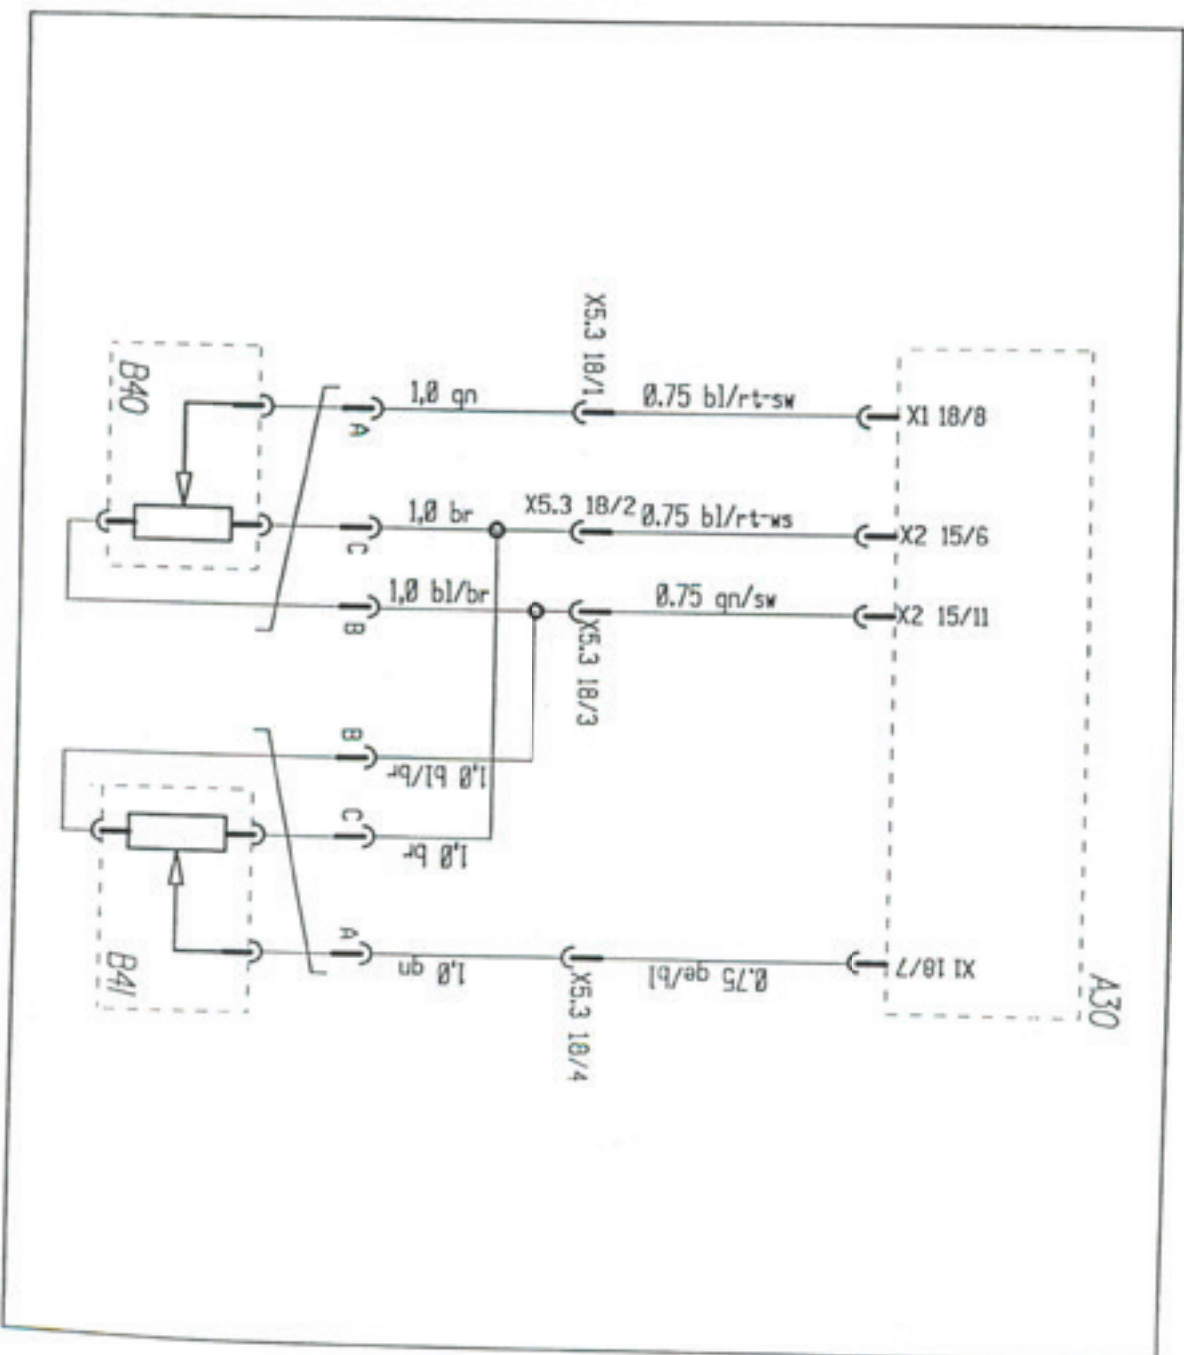 X5.3 18/1
B40
1,0 gn
0.75 bl/rt-sw
X1 18/8
A
1,0 br
X5.3 18/2
0.75 bl/rt-ws
X2 15/6
C
1,0 bl/br
0.75 gn/sw
X2 15/11
B
X5.3 18/3
B
1,0 bl/br
C
1,0 br
A
B41
1,0 gn
X5.3 18/4
0.75 ge/bl
X1 18/7
A30